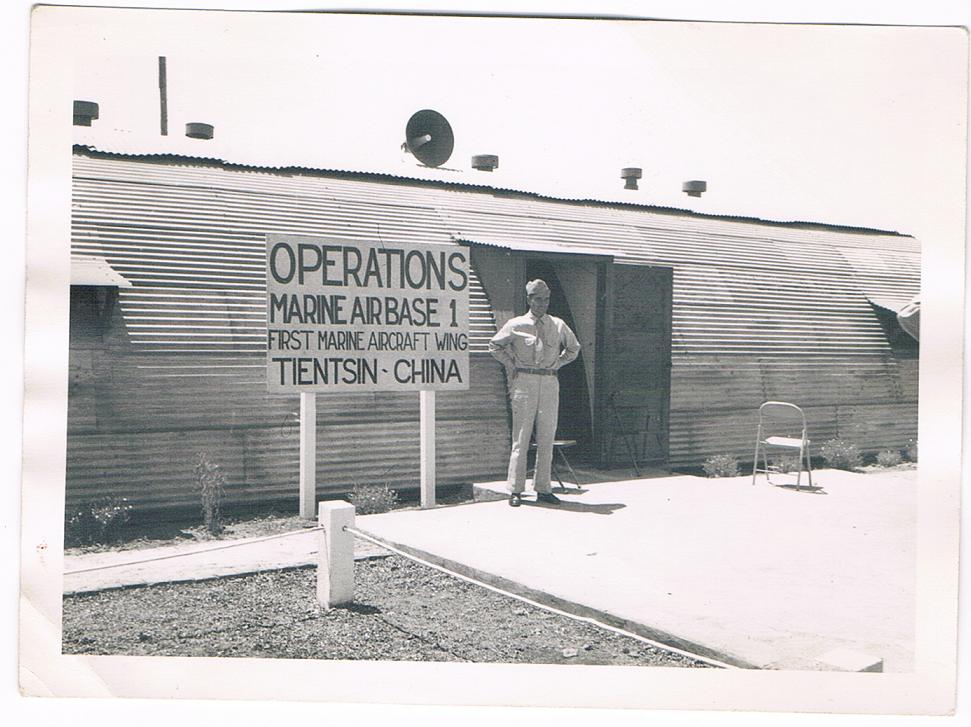 OPERATIONS
MARINE AIR BASE 1
FIRST MARINE AIRCRAFT WING
TIENTSIN - CHINA